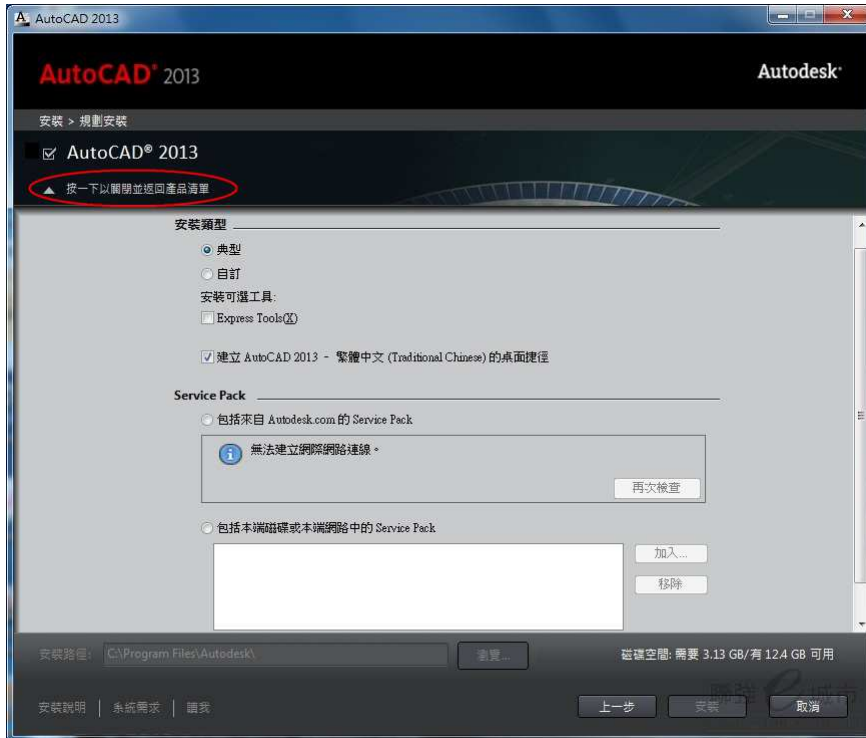 AutoCAD 2013
AutoCAD® 2013
Autodesk®
安裝 > 規劃安裝
AutoCAD® 2013
按一下以關閉並返回產品清單
安裝類型
典型
自訂
安裝可選工具:
Express Tools(X)
建立 AutoCAD 2013 - 繁體中文 (Traditional Chinese) 的桌面捷徑
Service Pack
包括來自 Autodesk.com 的 Service Pack
無法建立網際網路連線。
再次檢查
包括本端磁碟或本端網路中的 Service Pack
加入...
移除
安裝路徑: C:\Program Files\Autodesk\ 瀏覽... 磁碟空間: 需要 3.13 GB/有 12.4 GB 可用
安裝說明 | 系統需求 | 讀我 上一步 安裝 取消
聯強e城市